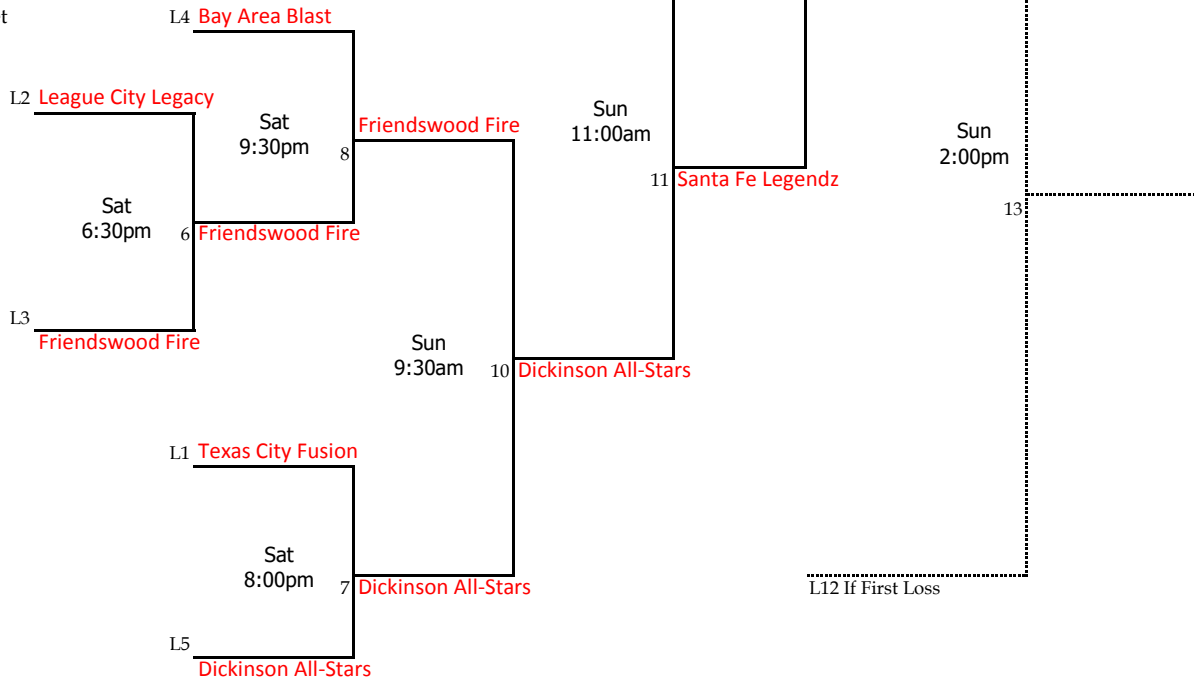 L4 Bay Area Blast
L2 League City Legacy
Sat
9:30pm
8
Friendswood Fire
Sun
11:00am
11
Santa Fe Legendz
Sun
2:00pm
13
Sat
6:30pm
6
Friendswood Fire
L3
Friendswood Fire
Sun
9:30am
10
Dickinson All-Stars
L1 Texas City Fusion
Sat
8:00pm
7
Dickinson All-Stars
L12 If First Loss
L5
Dickinson All-Stars